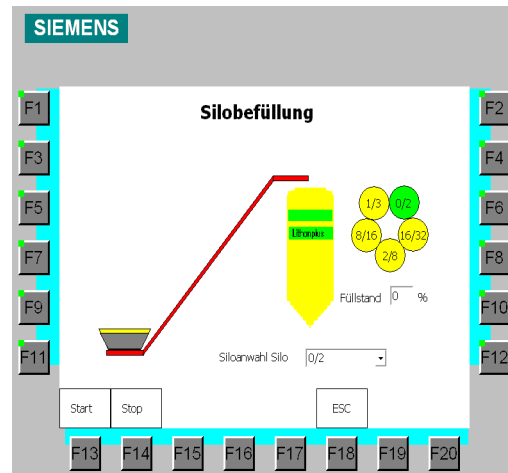 SIEMENS
F1
F2
Silobefüllung
F3
F4
1/3
0/2
F5
F6
Lithonplus
8/16
16/32
F7
2/8
F8
Füllstand 0 %
F9
F10
F11
Siloanwahl Silo 0/2
F12
Start
Stop
ESC
F13
F14
F15
F16
F17
F18
F19
F20